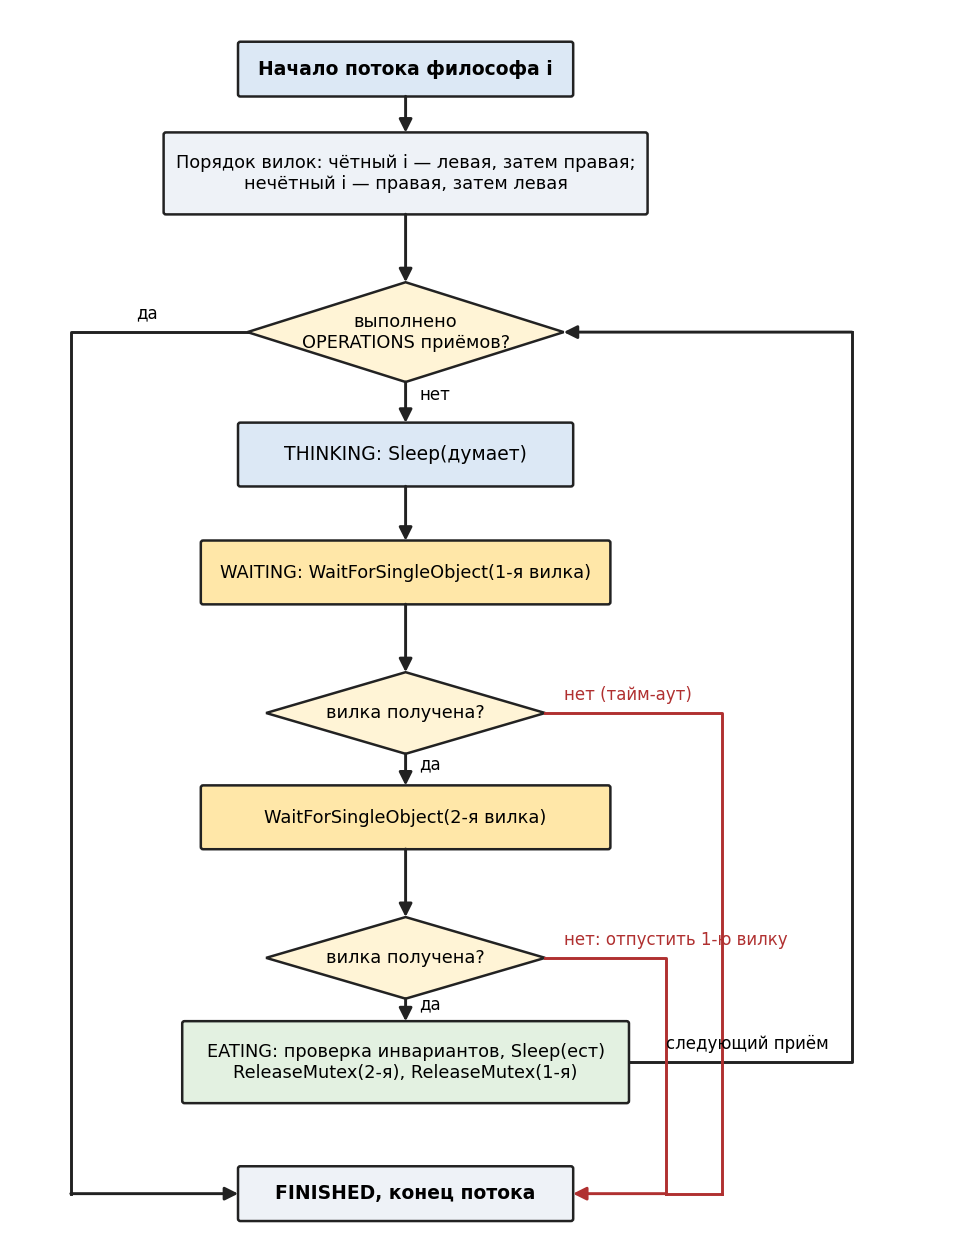 Начало потока философа i
Порядок вилок: чётный i — левая, затем правая;
нечётный i — правая, затем левая
да
выполнено
OPERATIONS приёмов?
нет
THINKING: Sleep(думает)
WAITING: WaitForSingleObject(1-я вилка)
нет (тайм-аут)
вилка получена?
да
WaitForSingleObject(2-я вилка)
нет: отпустить 1-ю вилку
вилка получена?
да
следующий приём
EATING: проверка инвариантов, Sleep(ест)
ReleaseMutex(2-я), ReleaseMutex(1-я)
FINISHED, конец потока